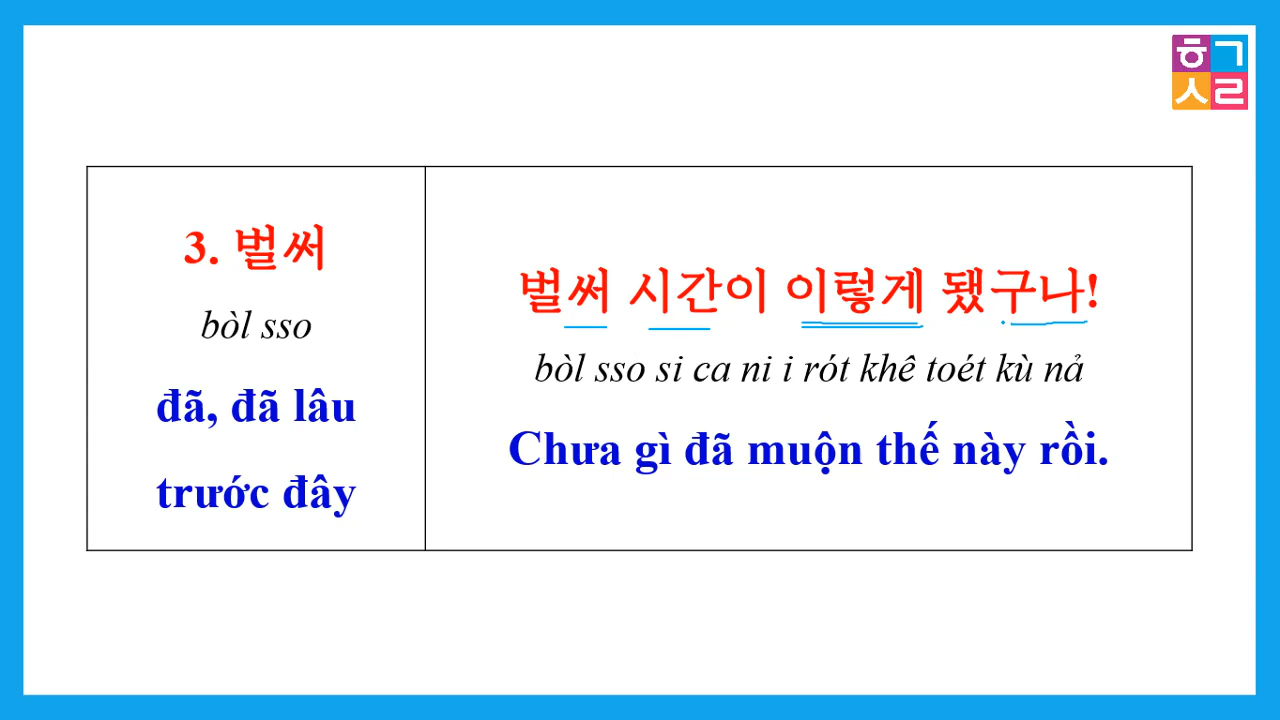 ㅎㄱ
ㅅㄹ
3. 벌써
bòl sso
đã, đã lâu
trước đây
벌써 시간이 이렇게 됐구나!
bòl sso si ca ni i rót khê toét kù nả
Chưa gì đã muộn thế này rồi.